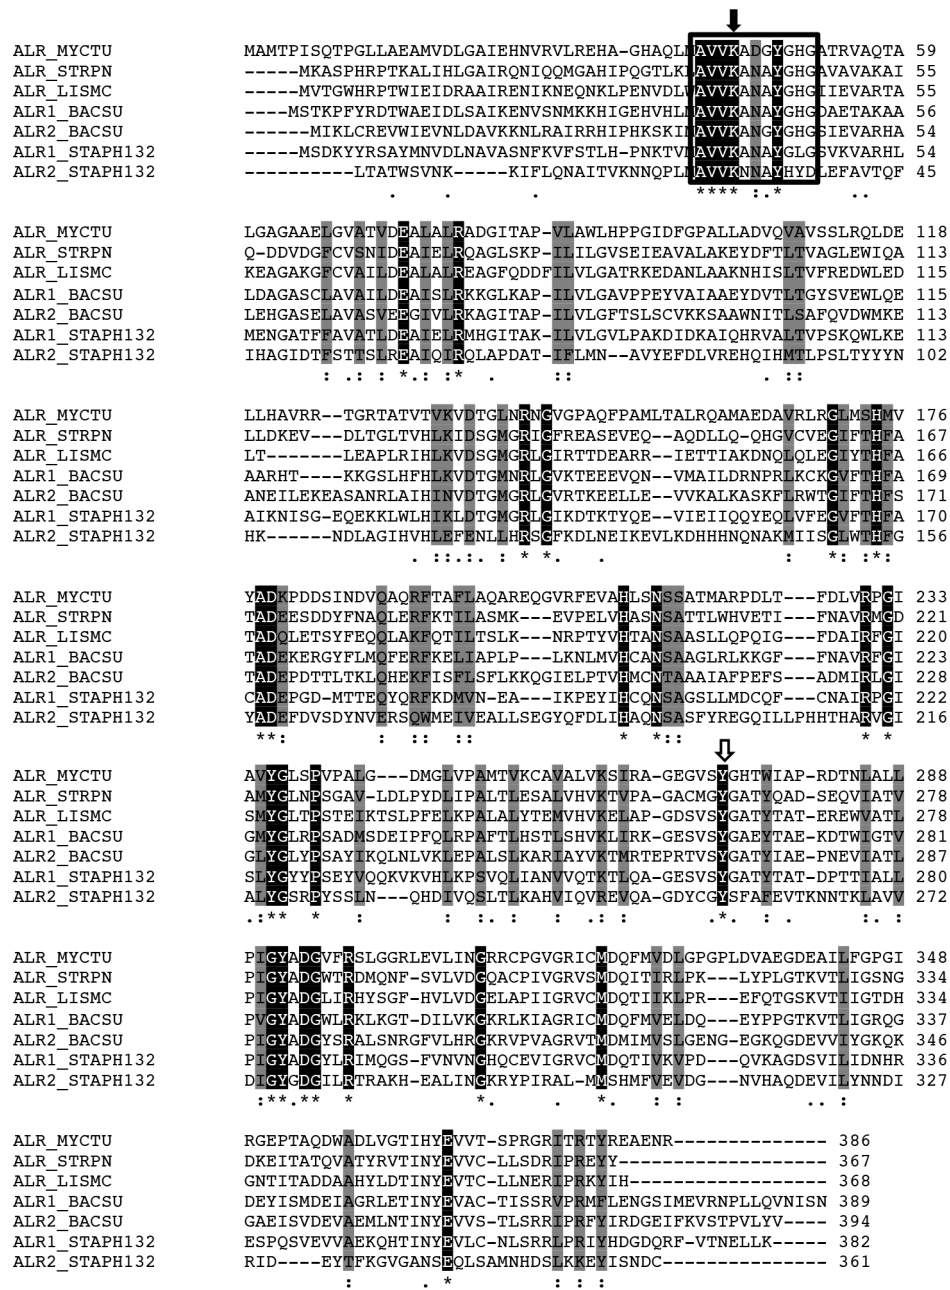 ALR_MYCTU MAMTPISQTPGLLAEAMVDLGAIEHNVRVLREHA-GHAQLMAVVKADGYGHGATRVAQTA 59
ALR_STRPN -----MKASPHRPTKALIHLGAIRQNIQQMGAHIPQGTLKLAVVKANAYGHGAVAVAKAI 55
ALR_LISMC -----MVTGWHRPTWIEIDRAAIRENIKNEQNKLPENVDLWAVVKANAYGHGIIEVARTA 55
ALR1_BACSU ----MSTKPFYRDTWAEIDLSAIKENVSNMKKHIGEHVHLMAVVKANAYGHGDAETAKAA 56
ALR2_BACSU ------MIKLCREVWIEVNLDAVKKNLRAIRRHIPHKSKIMAVVKANGYGHGSIEVARHA 54
ALR1_STAPH132 -----MSDKYYRSAYMNVDLNAVASNFKVFSTLH-PNKTVMAVVKANAYGLGSVKVARHL 54
ALR2_STAPH132 ----------LTATWSVNK-----KIFLQNAITVKNNQPLNAVVKNNAYHYDLEFAVTQF 45
. . . **** :.* ..
ALR_MYCTU LGAGAAELGVATVDEALALRADGITAP-VLAWLHPPGIDFGPALLADVQVAVSSLRQLDE 118
ALR_STRPN Q-DDVDGFCVSNIDEAIELRQAGLSKP-ILILGVSEIEAVALAKEYDFTLTVAGLEWIQA 113
ALR_LISMC KEAGAKGFCVAILDEALALREAGFQDDFILVLGATRKEDANLAAKNHISLTVFREDWLED 115
ALR1_BACSU LDAGASCLAVAILDEAISLRKKGLKAP-ILVLGAVPPEYVAIAAEYDVTLTGYSVEWLQE 115
ALR2_BACSU LEHGASELAVASVEEGIVLRKAGITAP-ILVLGFTSLSCVKKSAAWNITLSAFQVDWMKE 113
ALR1_STAPH132 MENGATFFAVATLDEAIELRMHGITAK-ILVLGVLPAKDIDKAIQHRVALTVPSKQWLKE 113
ALR2_STAPH132 IHAGIDTFSTTSLREAIQIRQLAPDAT-IFLMN--AVYEFDLVREHQIHMTLPSLTYYYN 102
: .: : *.: :* . :: . ::
ALR_MYCTU LLHAVRR--TGRTATVTVKVDTGLNRNGVGPAQFPAMLTALRQAMAEDAVRLRGLMSHMV 176
ALR_STRPN LLDKEV---DLTGLTVHLKIDSGMGRIGFREASEVEQ--AQDLLQ-QHGVCVEGIFTHFA 167
ALR_LISMC LT-------LEAPLRIHLKVDSGMGRLGIRTTDEARR--IETTIAKDNQLQLEGIYTHFA 166
ALR1_BACSU AARHT----KKGSLHFHLKVDTGMNRLGVKTEEEVQN--VMAILDRNPRLKCKGVFTHFA 169
ALR2_BACSU ANEILEKEASANRLAIHINVDTGMGRLGVRTKEELLE--VVKALKASKFLRWTGIFTHFS 171
ALR1_STAPH132 AIKNISG-EQEKKLWLHIKLDTGMGRLGIKDTKTYQE--VIEIIQQYEQLVFEGVFTHFA 170
ALR2_STAPH132 HK------NDLAGIHVHLEFENLLHRSGFKDLNEIKEVLKDHHHNQNAKMIISGLWTHFG 156
. ::.:. : * * . . : *: *:
ALR_MYCTU YADKPDDSINDVQAQRFTAFLAQAREQGVRFEVAHLSNSSATMARPDLT---FDLVRPGI 233
ALR_STRPN TADEESDDYFNAQLERFKTILASMK---EVPELVHASNSATTLWHVETI---FNAVRMGD 221
ALR_LISMC TADQLETSYFEQQLAKFQTILTSLK---NRPTYVHTANSAASLLQPQIG---FDAIRFGI 220
ALR1_BACSU TADEKERGYFLMQFERFKELIAPLP---LKNLMVHCANSAAGLRLKKGF---FNAVRFGI 223
ALR2_BACSU TADEPDTTLTKLQHEKFISFLSFLKKQGIELPTVHMCNTAAAIAFPEFS---ADMIRLGI 228
ALR1_STAPH132 CADEPGD-MTTEQYQRFKDMVN-EA---IKPEYIHCQNSAGSLLMDCQF---CNAIRPGI 222
ALR2_STAPH132 YADEFDVSDYNVERSQWMEIVEALLSEGYQFDLIHAQNSASFYREGQILLPHHTHARVGI 216
**: : :: :: * *:: * *
ALR_MYCTU AVYGLSPVPALG---DMGLVPAMTVKCAVALVKSIRA-GEGVSYGHTWIAP-RDTNLALL 288
ALR_STRPN AMYGLNPSGAV-LDLPYDLIPALTLESALVHVKTVPA-GACMGYGATYQAD-SEQVIATV 278
ALR_LISMC SMYGLTPSTEIKTSLPFELKPALALYTEMVHVKELAP-GDSVSYGATYTAT-EREWVATL 278
ALR1_BACSU GMYGLRPSADMSDEIPFQLRPAFTLHSTLSHVKLIRK-GESVSYGAEYTAE-KDTWIGTV 281
ALR2_BACSU GLYGLYPSAYIKQLNLVKLEPALSLKARIAYVKTMRTEPRTVSYGATYIAE-PNEVIATL 287
ALR1_STAPH132 SLYGYYPSEYVQQKVKVHLKPSVQLIANVVQTKTLQA-GESVSYGATYTAT-DPTTIALL 280
ALR2_STAPH132 ALYGSRPYSSLN---QHDIVQSLTLKAHVIQVREVQA-GDYCGYSFAFEVTKNNTKLAVV 272
.:** * : : :. : : .: : .*. : . :. :
ALR_MYCTU PIGYADGVFRSLGGRLEVLINGRRCPGVGRICMDQFMVDLGPGPLDVAEGDEAILFGPGI 348
ALR_STRPN PIGYADGWTRDMQNF-SVLVDGQACPIVGRVSMDQITIRLPK---LYPLGTKVTLIGSNG 334
ALR_LISMC PIGYADGLIRHYSGF-HVLVDGELAPIIGRVCMDQTIIKLPR---EFQTGSKVTIIGTDH 334
ALR1_BACSU PVGYADGWLRKLKGT-DILVKGKRLKIAGRICMDQFMVELDQ---EYPPGTKVTLIGRQG 337
ALR2_BACSU PIGYADGYSRALSNRGFVLHRGKRVPVAGRVTMDMIMVSLGENG-EGKQGDEVVIYGKQK 346
ALR1_STAPH132 PIGYADGYLRIMQGS-FVNVNGHQCEVIGRVCMDQTIVKVPD---QVKAGDSVILIDNHR 336
ALR2_STAPH132 DIGYGDGILRTRAKH-EALINGKRYPIRAL-MMSHMFVEVDG---NVHAQDEVILYNNDI 327
:**.** * *. . *. : : .. :
ALR_MYCTU RGEPTAQDWADLVGTIHYEVVT-SPRGRITRTYREAENR-------------- 386
ALR_STRPN DKEITATQVATYRVTINYEVVC-LLSDRIPREYY------------------- 367
ALR_LISMC GNTITADDAAHYLDTINYEVTC-LLNERIPRKYIH------------------ 368
ALR1_BACSU DEYISMDEIAGRLETINYEVAC-TISSRVPRMFLENGSIMEVRNPLLQVNISN 389
ALR2_BACSU GAEISVDEVAEMLNTINYEVVS-TLSRRIPRFYIRDGEIFKVSTPVLYV---- 394
ALR1_STAPH132 ESPQSVEVVAEKQHTINYEVLC-NLSRRLPRIYHDGDQRF-VTNELLK----- 382
ALR2_STAPH132 RID----EYTFKGVGANSEQLSAMNHDSLKKEYISNDC--------------- 361
: . * : : :